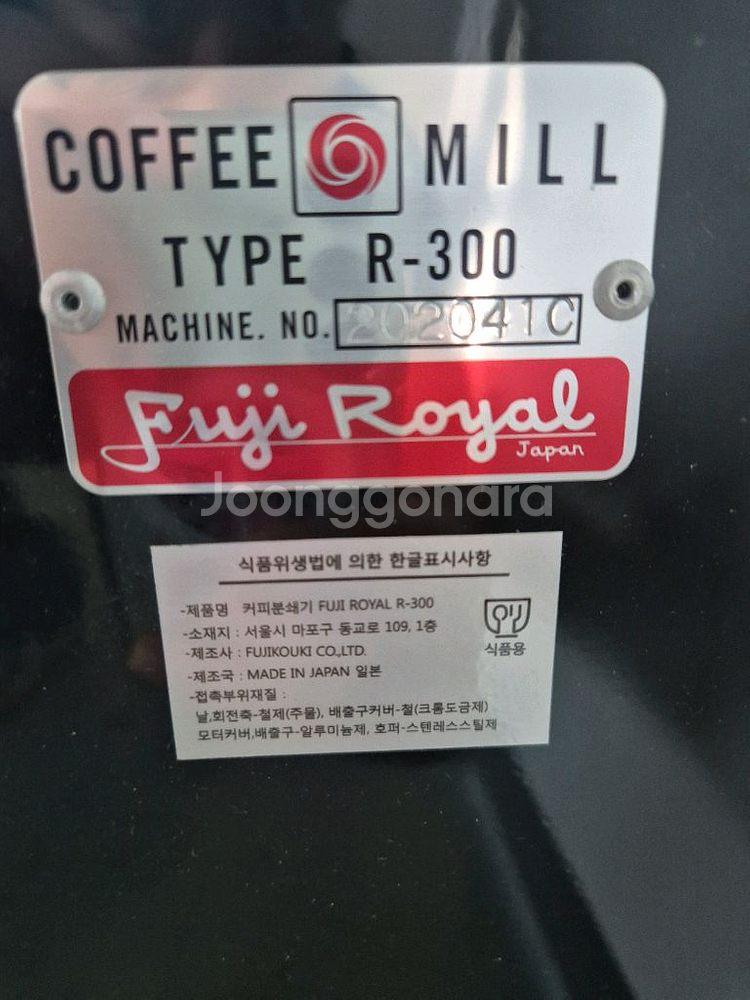 COFFEE MILL
TYPE R-300
MACHINE. NO. 202041C
Fuji Royal
Japan
Joonggonara
식품위생법에 의한 한글표시사항
-제품명 커피분쇄기 FUJI ROYAL R-300
-소재지 : 서울시 마포구 동교로 109, 1층
-제조사 : FUJIKOUKI CO.,LTD.
-제조국 : MADE IN JAPAN 일본
-접촉부위재질 :
날,회전축-철제(주물), 배출구커버-철(크롬도금제)
모터커버,배출구-알루미늄제, 호퍼-스텐레스스틸제
식품용